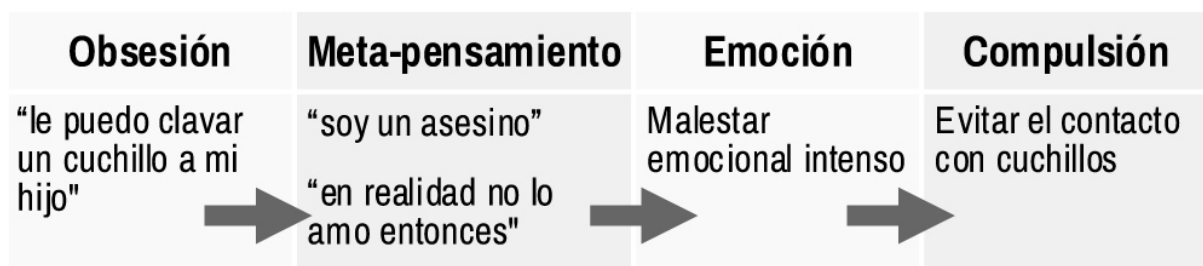 Obsesión
Meta-pensamiento
Emoción
Compulsión
“le puedo clavar
un cuchillo a mi
hijo"
“soy un asesino”
“en realidad no lo
amo entonces"
Malestar
emocional intenso
Evitar el contacto
con cuchillos